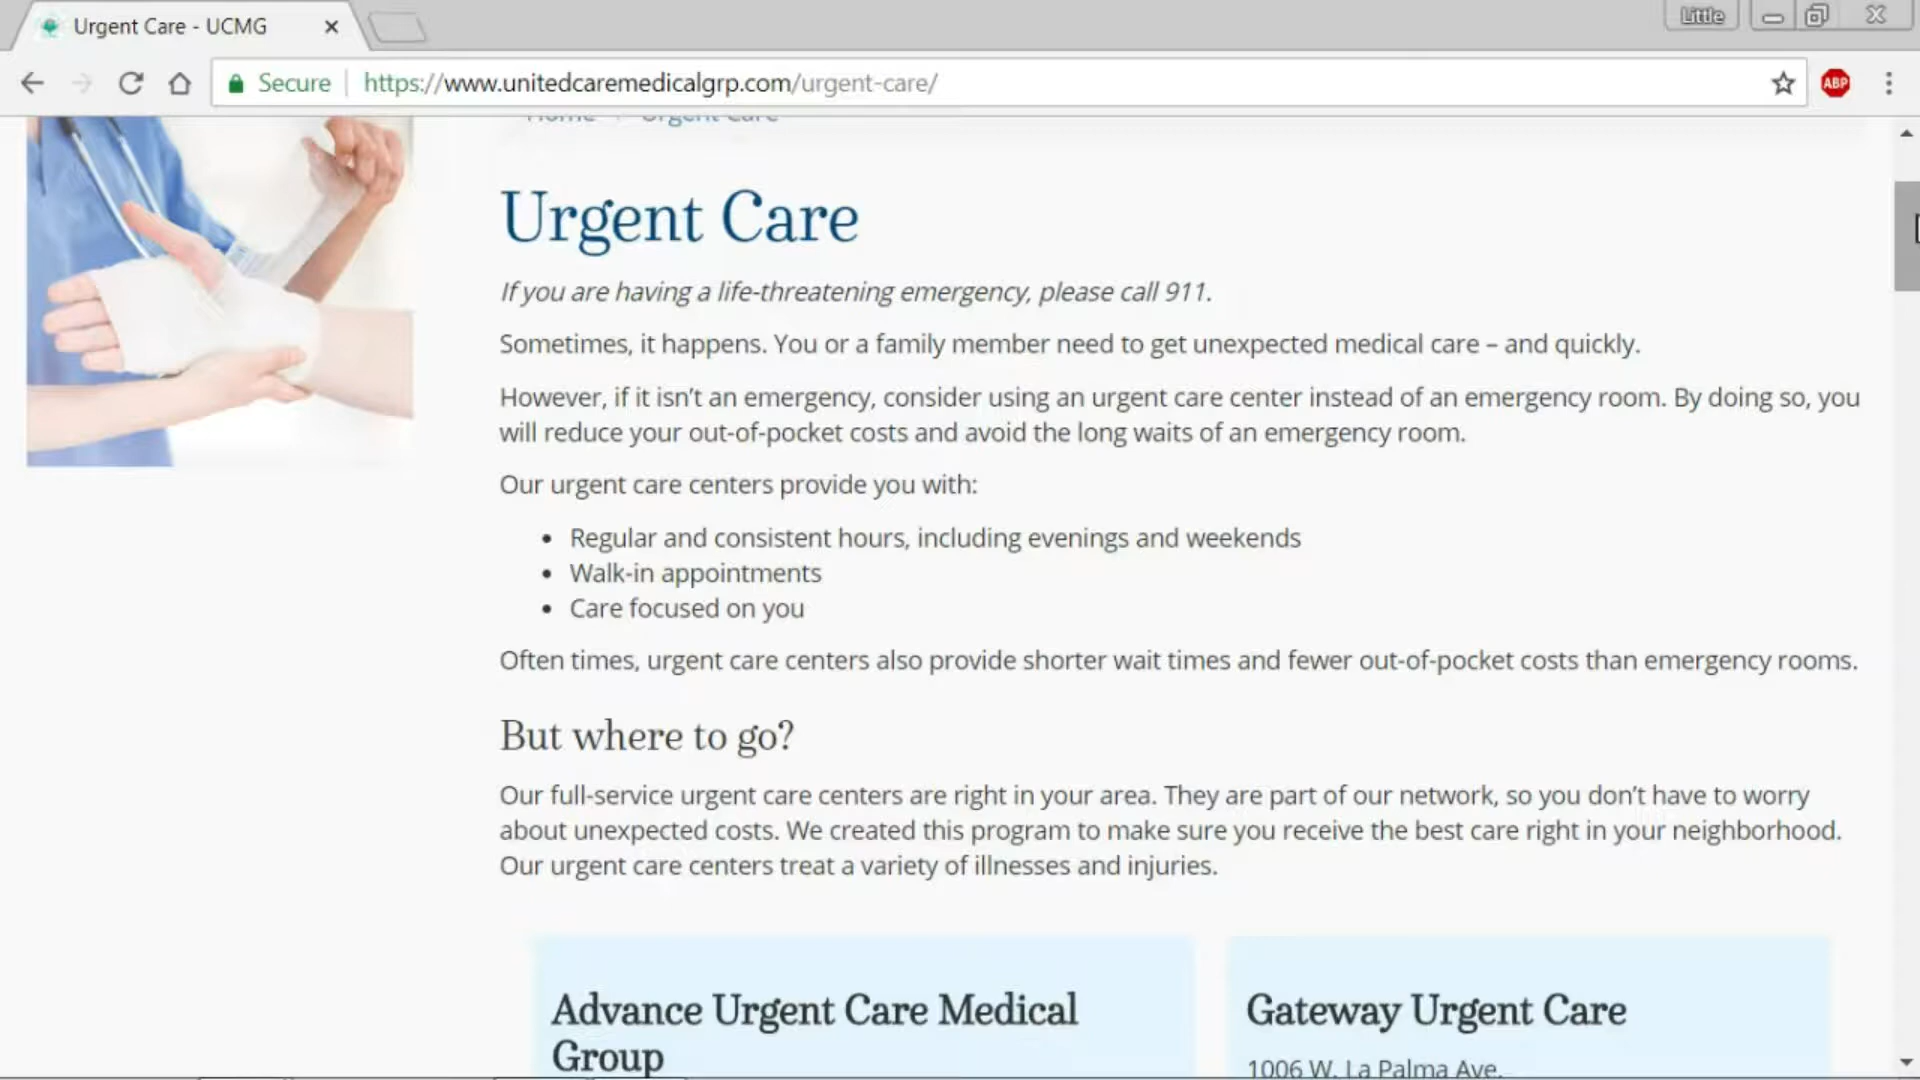 Urgent Care - UCMG
Little
Secure
https://www.unitedcaremedicalgrp.com/urgent-care/
ABP
Home
Urgent Care
Urgent Care
If you are having a life-threatening emergency, please call 911.
Sometimes, it happens. You or a family member need to get unexpected medical care – and quickly.
However, if it isn’t an emergency, consider using an urgent care center instead of an emergency room. By doing so, you
will reduce your out-of-pocket costs and avoid the long waits of an emergency room.
Our urgent care centers provide you with:
• Regular and consistent hours, including evenings and weekends
• Walk-in appointments
• Care focused on you
Often times, urgent care centers also provide shorter wait times and fewer out-of-pocket costs than emergency rooms.
But where to go?
Our full-service urgent care centers are right in your area. They are part of our network, so you don’t have to worry
about unexpected costs. We created this program to make sure you receive the best care right in your neighborhood.
Our urgent care centers treat a variety of illnesses and injuries.
Advance Urgent Care Medical
Group
Gateway Urgent Care
1006 W. La Palma Ave.